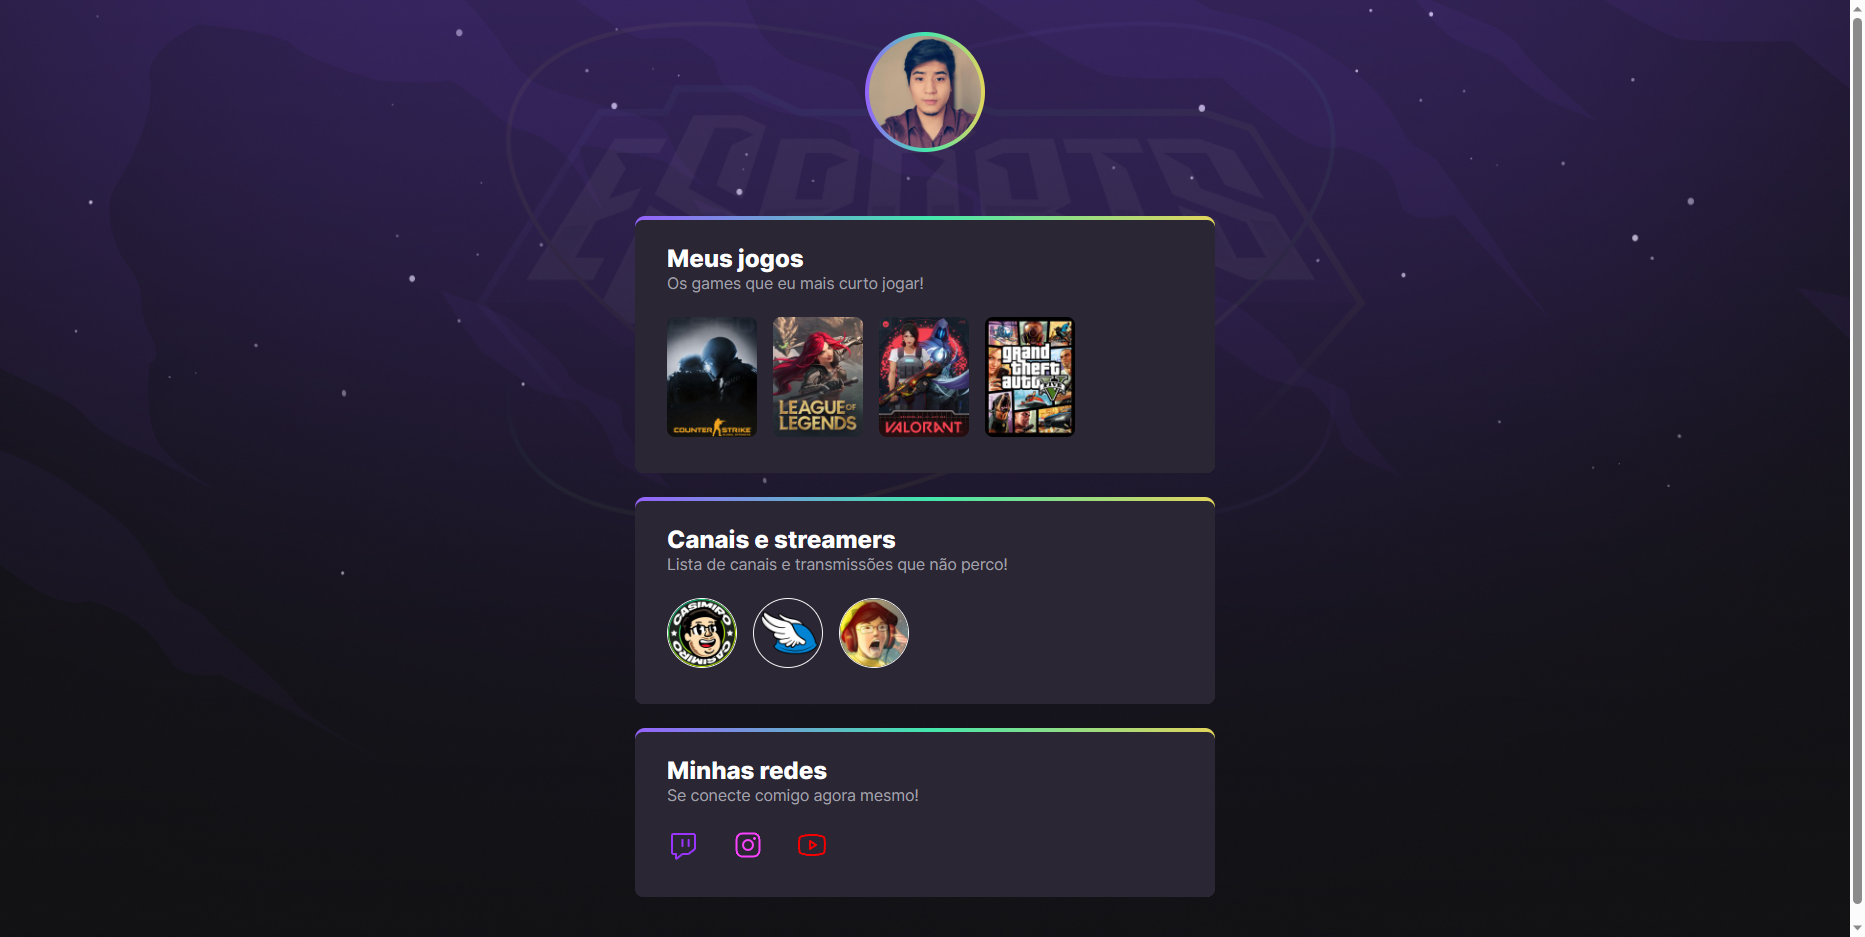 ESPORTS
Meus jogos
Os games que eu mais curto jogar!
COUNTER STRIKE
LEAGUE OF
LEGENDS
VALORANT
grand
theft
auto
V
Canais e streamers
Lista de canais e transmissões que não perco!
CASIMIRO
CASIMIRO
Minhas redes
Se conecte comigo agora mesmo!